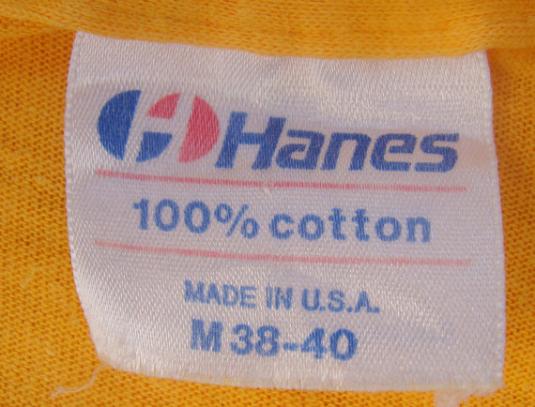 Hanes
100% cotton
MADE IN U.S.A.
M 38-40